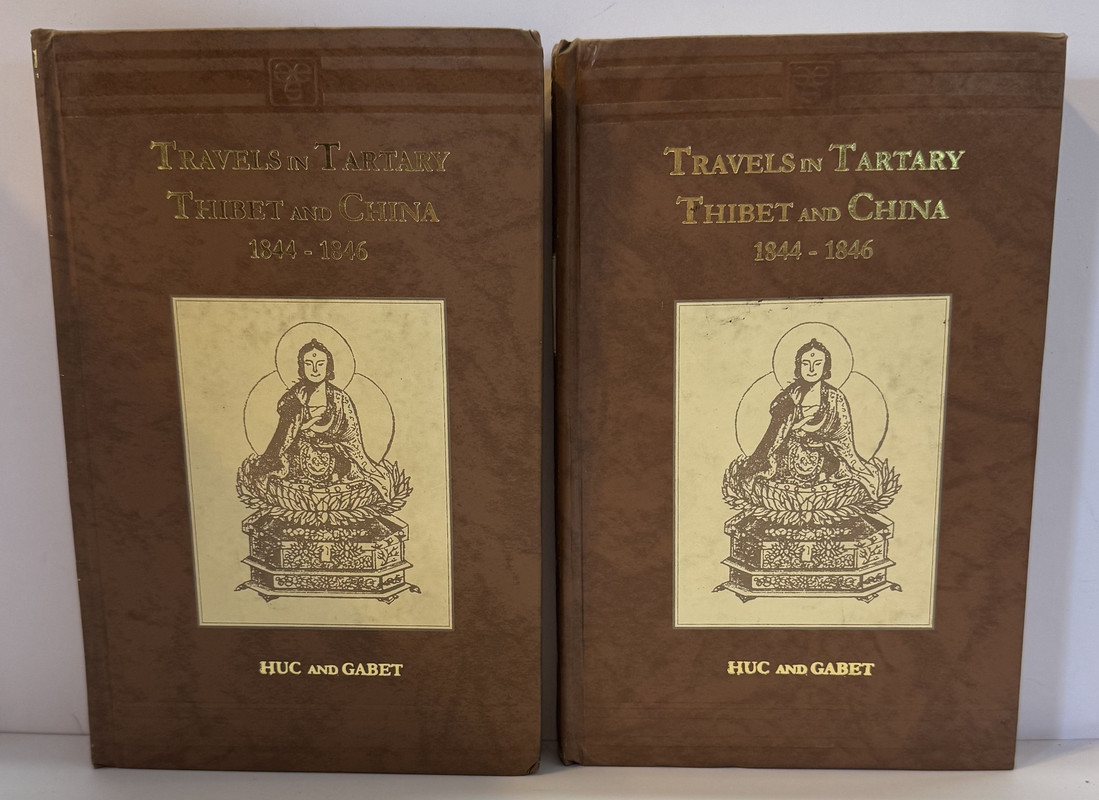 TRAVELS IN TARTARY
THIBET AND CHINA
1844 - 1846
HUC AND GABET
TRAVELS IN TARTARY
THIBET AND CHINA
1844 - 1846
HUC AND GABET